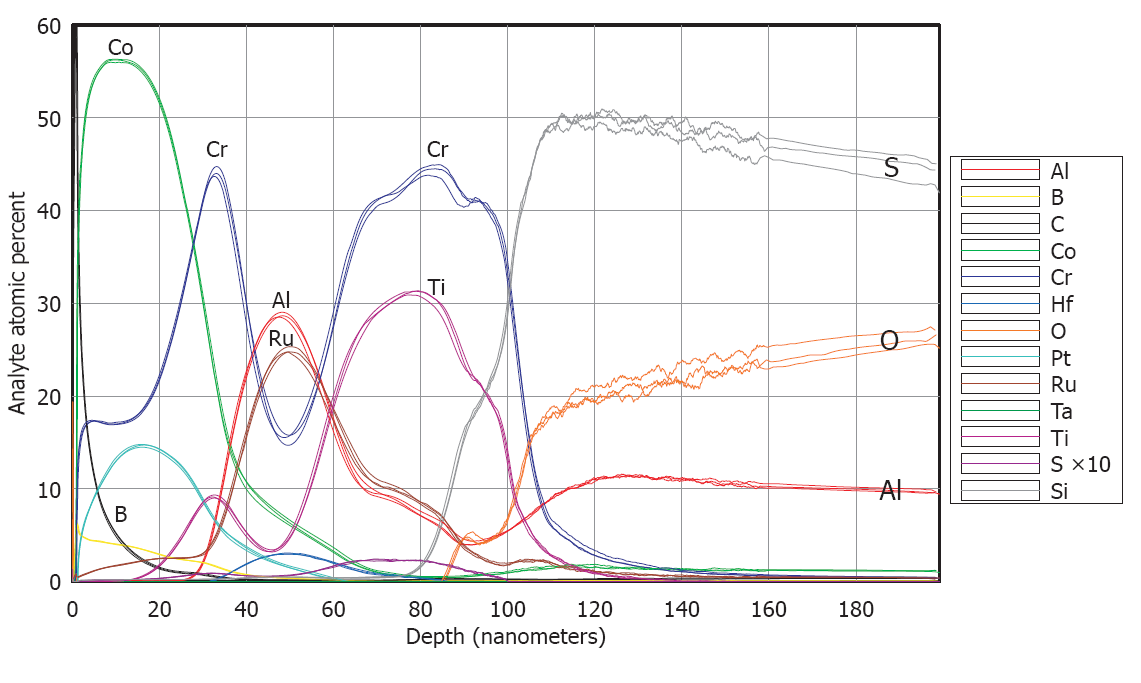 60
50
40
30
20
10
0
Analyte atomic percent
Co
Cr
Cr
Al
Ru
Ti
B
S
O
Al
0 20 40 60 80 100 120 140 160 180
Depth (nanometers)
Al
B
C
Co
Cr
Hf
O
Pt
Ru
Ta
Ti
S ×10
Si